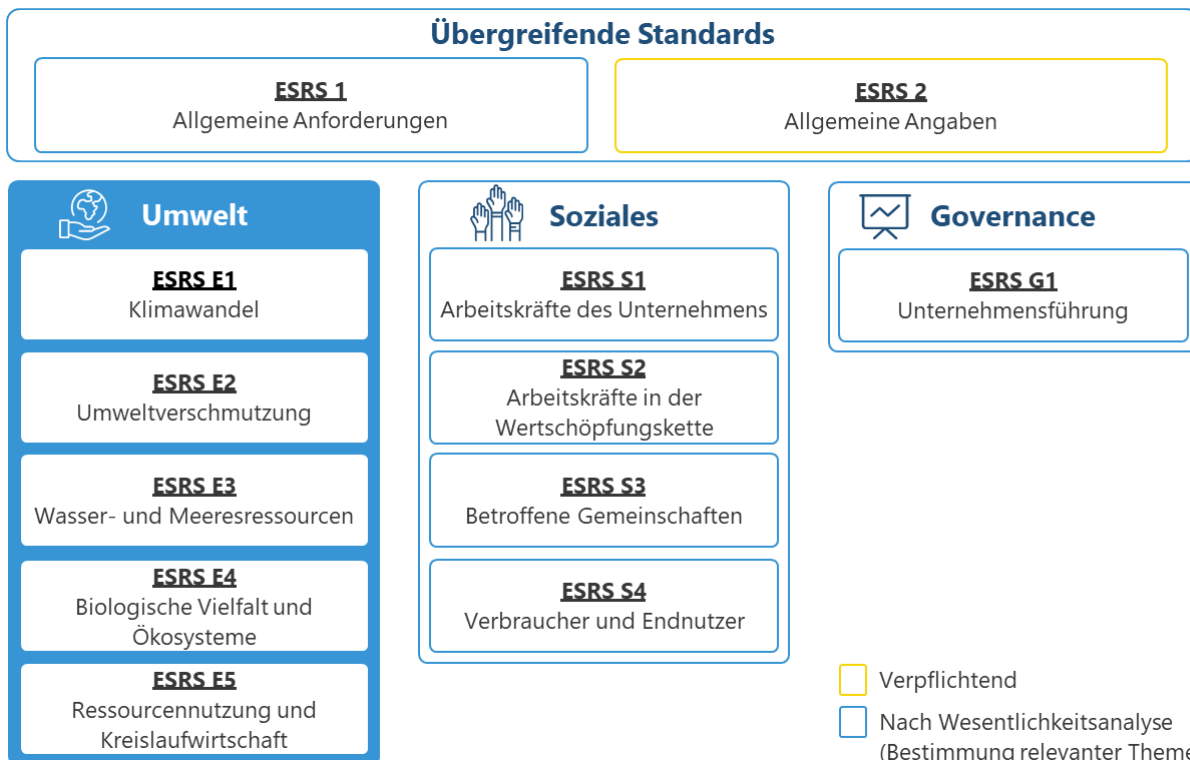 Übergreifende Standards
ESRS 1
Allgemeine Anforderungen
ESRS 2
Allgemeine Angaben
Umwelt
ESRS E1
Klimawandel
ESRS E2
Umweltverschmutzung
ESRS E3
Wasser- und Meeresressourcen
ESRS E4
Biologische Vielfalt und
Ökosysteme
ESRS E5
Ressourcennutzung und
Kreislaufwirtschaft
Soziales
ESRS S1
Arbeitskräfte des Unternehmens
ESRS S2
Arbeitskräfte in der
Wertschöpfungskette
ESRS S3
Betroffene Gemeinschaften
ESRS S4
Verbraucher und Endnutzer
Governance
ESRS G1
Unternehmensführung
Verpflichtend
Nach Wesentlichkeitsanalyse
(Bestimmung relevanter